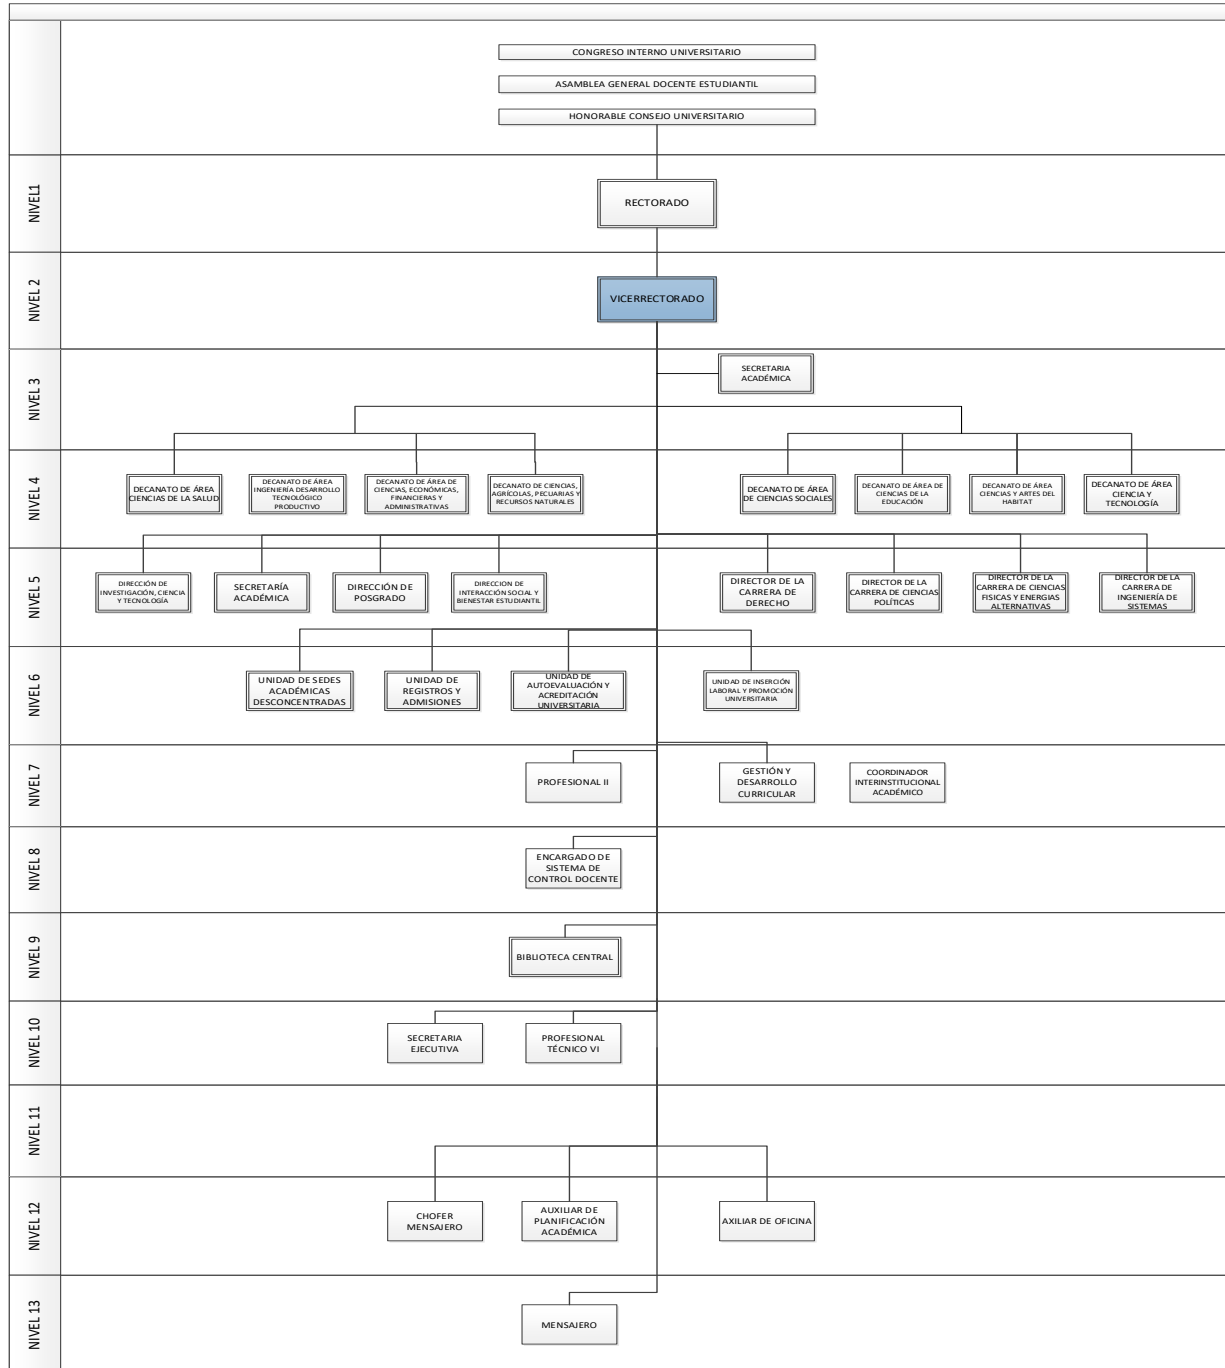 CONGRESO INTERNO UNIVERSITARIO
ASAMBLEA GENERAL DOCENTE ESTUDIANTIL
HONORABLE CONSEJO UNIVERSITARIO
NIVEL1
RECTORADO
NIVEL 2
VICERRECTORADO
NIVEL 3
SECRETARIA
ACADÉMICA
NIVEL 4
DECANATO DE ÁREA
CIENCIAS DE LA SALUD
DECANATO DE ÁREA
INGENIERÍA DESARROLLO
TECNOLÓGICO
PRODUCTIVO
DECANATO DE ÁREA DE
CIENCIAS, ECONÓMICAS,
FINANCIERAS Y
ADMINISTRATIVAS
DECANATO DE CIENCIAS,
AGRÍCOLAS, PECUARIAS Y
RECURSOS NATURALES
DECANATO DE ÁREA
DE CIENCIAS SOCIALES
DECANATO DE ÁREA DE
CIENCIAS DE LA
EDUCACIÓN
DECANATO DE ÁREA
CIENCIAS Y ARTES DEL
HABITAT
DECANATO DE ÁREA
CIENCIA Y
TECNOLOGÍA
NIVEL 5
DIRECCIÓN DE
INVESTIGACIÓN, CIENCIA
Y TECNOLOGÍA
SECRETARÍA
ACADÉMICA
DIRECCIÓN DE
POSGRADO
DIRECCION DE
INTERACCIÓN SOCIAL Y
BIENESTAR ESTUDIANTIL
DIRECTOR DE LA
CARRERA DE
DERECHO
DIRECTOR DE LA
CARRERA DE CIENCIAS
POLÍTICAS
DIRECTOR DE LA
CARRERA DE CIENCIAS
FISICAS Y ENERGIAS
ALTERNATIVAS
DIRECTOR DE LA
CARRERA DE
INGENIERÍA DE
SISTEMAS
NIVEL 6
UNIDAD DE SEDES
ACADÉMICAS
DESCONCENTRADAS
UNIDAD DE
REGISTROS Y
ADMISIONES
UNIDAD DE
AUTOEVALUACIÓN Y
ACREDITACIÓN
UNIVERSITARIA
UNIDAD DE INSERCIÓN
LABORAL Y PROMOCIÓN
UNIVERSITARIA
NIVEL 7
PROFESIONAL II
GESTIÓN Y
DESARROLLO
CURRICULAR
COORDINADOR
INTERINSTITUCIONAL
ACADÉMICO
NIVEL 8
ENCARGADO DE
SISTEMA DE
CONTROL DOCENTE
NIVEL 9
BIBLIOTECA CENTRAL
NIVEL 10
SECRETARIA
EJECUTIVA
PROFESIONAL
TÉCNICO VI
NIVEL 11
NIVEL 12
CHOFER
MENSAJERO
AUXILIAR DE
PLANIFICACIÓN
ACADÉMICA
AXILIAR DE OFICINA
NIVEL 13
MENSAJERO